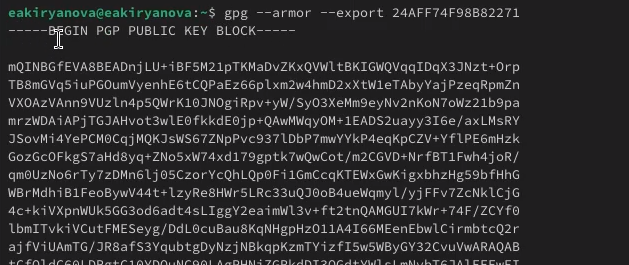 eakiryanova@eakiryanova:~$ gpg --armor --export 24AFF74F98B82271
-----BEGIN PGP PUBLIC KEY BLOCK-----
mQINBGfEVA8BEADnjLU+iBF5M21pTKMaDvZKxQVWltBKIGWQVqqIDqX3JNzt+Orp
TB8mGVq5iuPGOumVyenhE6tCQPaEz66plxm2w4hmD2xXtW1eTAbyYajPzeqRpmZn
VXOAzVAnn9VUzln4p5QWrK10JNOgiRpv+yW/SyO3XeMm9eyNv2nKoN7oWz21b9pa
mrzWDAiAPjTGJAHvot3wlE0fkkdE0jp+QAwMWqyOM+1EADS2uayy3I6e/axLMsRY
JSovMi4YePCM0CqjMQKJsWS67ZNpPvc937lDbP7mwYYkP4eqKpCZV+YflPE6mHzk
GozGcOFkgS7aHd8yq+ZNo5xW74xd179gptk7wQwCot/m2CGVD+NrfBT1Fwh4joR/
qm0UzNo6rTy7zDMn6lj05CzorYcQhLQp0Fi1GmCcqKTEWxGwKigxbhzHg59bfHhG
WBrMdhiB1FeoBywV44t+lzyRe8HWr5LRc33uQJ0oB4ueWqmyl/yjFFv7ZcNklCjG
4c+kiVXpnWUk5GG3od6adt4sLIggY2eaimWl3v+ft2tnQAMGUI7kWr+74F/ZCYf0
lbmITvkiVCutFMESeyg/DdL0cuBau8KqNHgpHzO11A4I66MEenEbwlCirmbtcQ2r
ajfViUAmTG/JR8afS3YqubtgDyNzjNBkqpKzmTYizfI5w5WByGY32CvuVwARAQAB